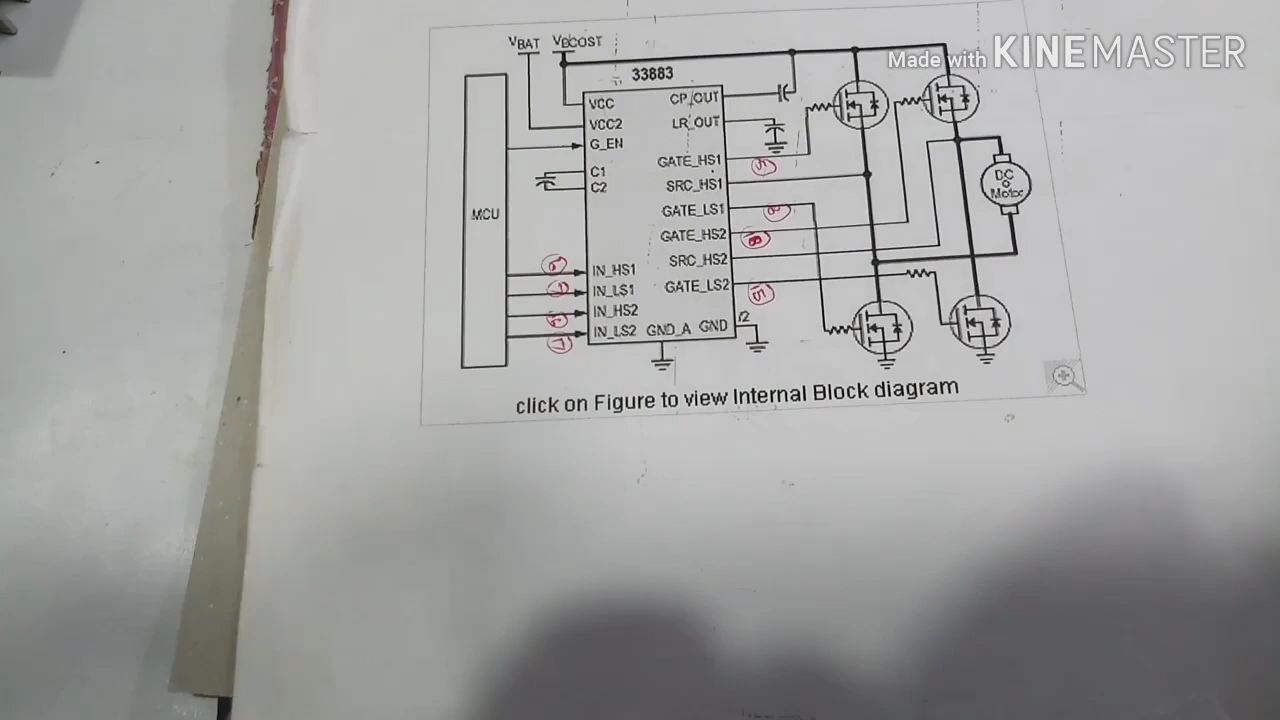 Made with KINEMASTER
VBAT VBOOST
33883
VCC
VCC2
G_EN
C1
C2
MCU
IN_HS1
IN_LS1
IN_HS2
IN_LS2
CP_OUT
LR_OUT
GATE_HS1
SRC_HS1
GATE_LS1
GATE_HS2
SRC_HS2
GATE_LS2
GND_A GND
2
DC
Motor
click on Figure to view Internal Block diagram